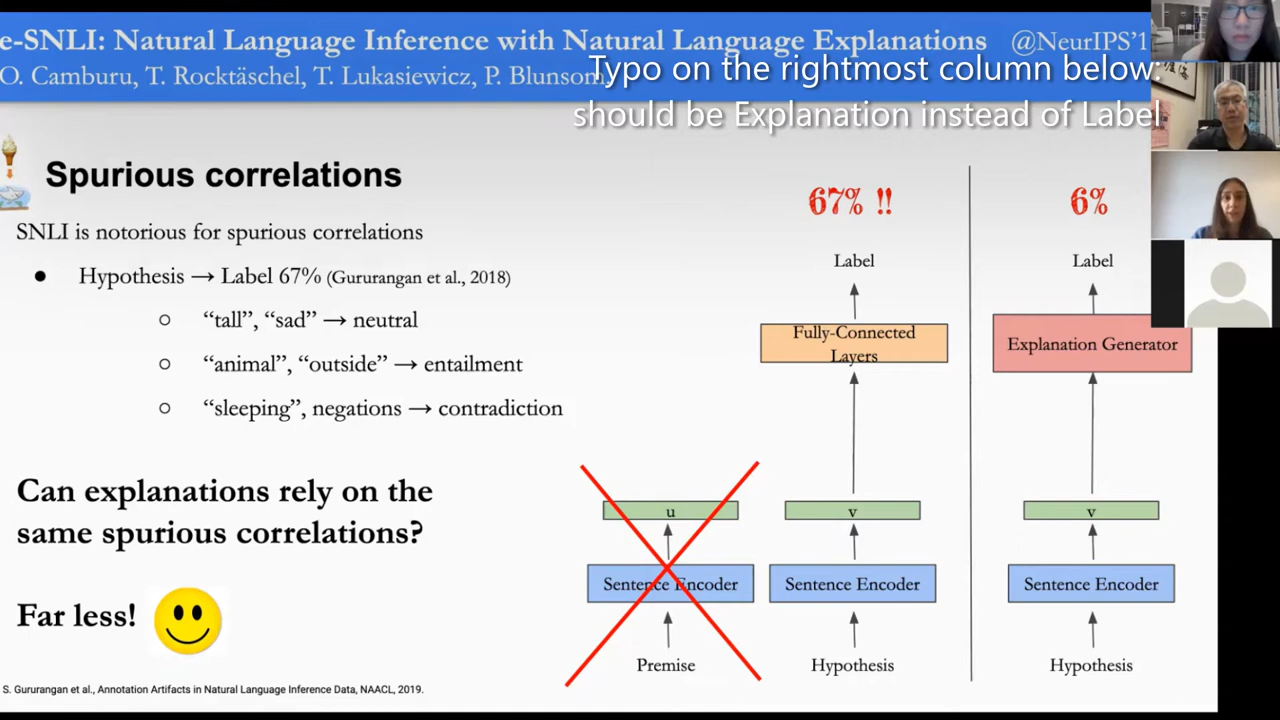 e-SNLI: Natural Language Inference with Natural Language Explanations @NeurIPS'1
O. Camburu, T. Rocktäschel, T. Lukasiewicz, P. Blunsom
Typo on the rightmost column below:
should be Explanation instead of Label
Spurious correlations
SNLI is notorious for spurious correlations
● Hypothesis → Label 67% (Gururangan et al., 2018)
○ “tall”, “sad” → neutral
○ “animal”, “outside” → entailment
○ “sleeping”, negations → contradiction
Can explanations rely on the
same spurious correlations?
Far less!
S. Gururangan et al., Annotation Artifacts in Natural Language Inference Data, NAACL, 2019.
67% !!
Label
Fully-Connected
Layers
u
v
Sentence Encoder
Sentence Encoder
Premise
Hypothesis
6%
Label
Explanation Generator
v
Sentence Encoder
Hypothesis